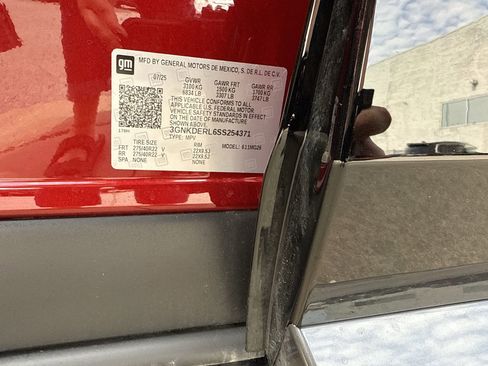 gm
MFD BY GENERAL MOTORS DE MEXICO, S. DE R.L. DE C.V.
07/25 GVWR GAWR FRT GAWR RR
3100 KG 1500 KG 1700 KG
6834 LB 3307 LB 3747 LB
THIS VEHICLE CONFORMS TO ALL
APPLICABLE U.S. FEDERAL MOTOR
VEHICLE SAFETY STANDARDS IN EFFECT
ON THE DATE OF MANUFACTURE
SHOWN ABOVE.
3GNKDERL6SS254371
TYPE: MPV
TIRE SIZE RIM MODEL:
FRT 275/40R22 V 22X9.5J
RR 275/40R22 V 22X9.5J
SPA NONE NONE